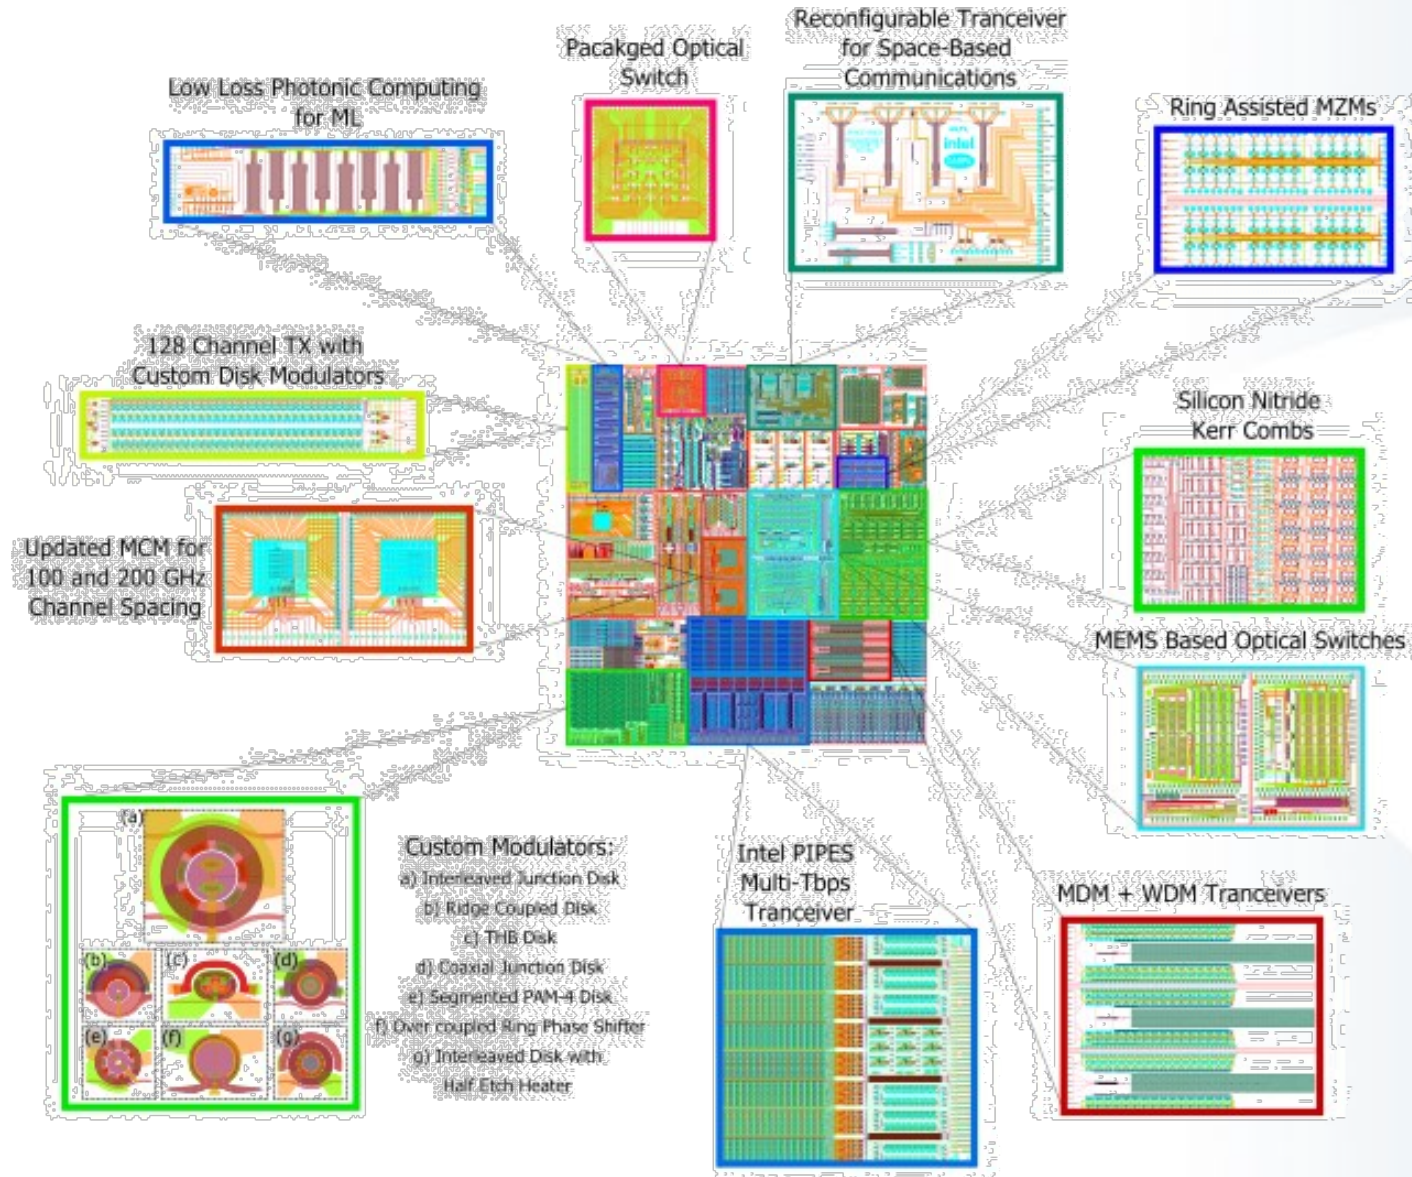 Low Loss Photonic Computing
for ML
Pacakged Optical
Switch
Reconfigurable Tranceiver
for Space-Based
Communications
intel
Ring Assisted MZMs
128 Channel TX with
Custom Disk Modulators
Silicon Nitride
Kerr Combs
Updated MCM for
100 and 200 GHz
Channel Spacing
MEMS Based Optical Switches
(a)
(b)
(c)
(d)
(e)
(f)
(g)
Custom Modulators:
a) Interleaved Junction Disk
b) Ridge Coupled Disk
c) THB Disk
d) Coaxial Junction Disk
e) Segmented PAM-4 Disk
f) Over coupled Ring Phase Shifter
g) Interleaved Disk with
Half Etch Heater
Intel PIPES
Multi-Tbps
Tranceiver
MDM + WDM Tranceivers